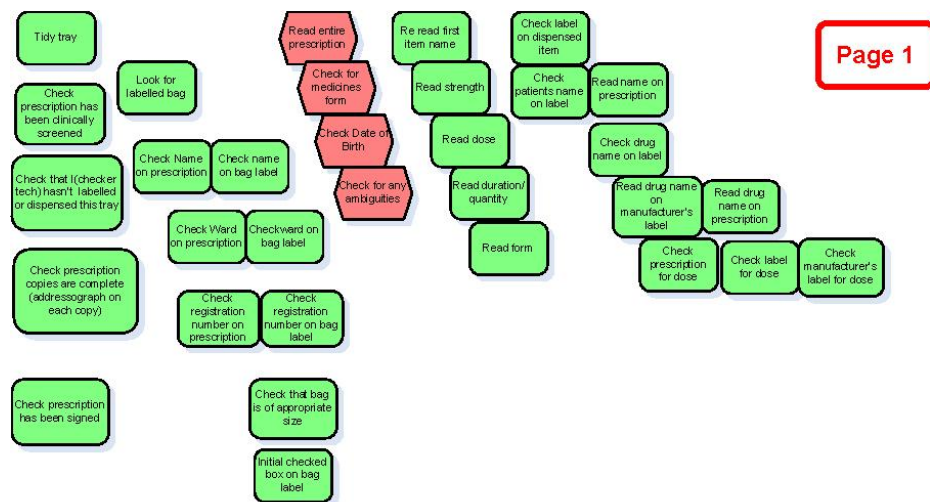 Tidy tray
Check
prescription has
been clinically
screened
Check that I(checker
tech) hasn't labelled
or dispensed this tray
Check prescription
copies are complete
(addressograph on
each copy)
Check prescription
has been signed
Look for
labelled bag
Check Name
on prescription
Check name
on bag label
Check Ward
on prescription
Checkward on
bag label
Check
registration
number on
prescription
Check
registration
number on bag
label
Check that bag
is of appropriate
size
Initial checked
box on bag
label
Read entire
prescription
Check for
medicines
form
Check Date of
Birth
Check for any
ambiguities
Re read first
item name
Read strength
Read dose
Read duration/
quantity
Read form
Check label
on dispensed
item
Check
patients name
on label
Read name on
prescription
Check drug
name on label
Read drug name
on
manufacturer's
label
Read drug
name on
prescription
Check
prescription
for dose
Check label
for dose
Check
manufacturer's
label for dose
Page 1